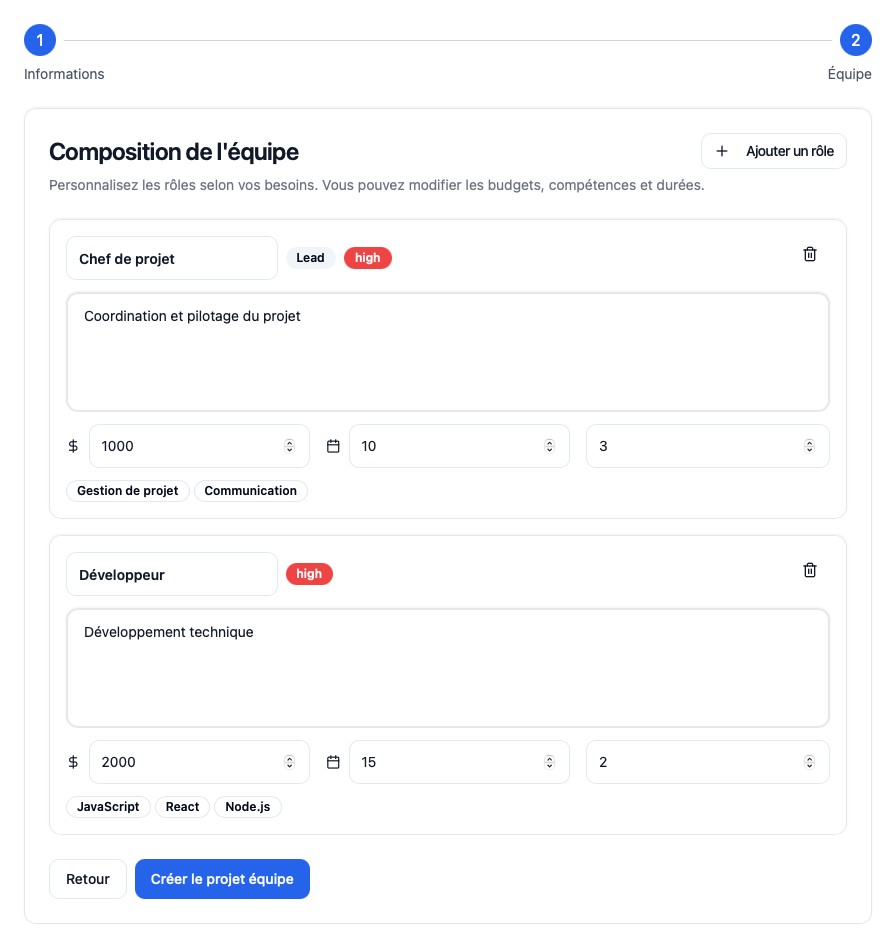 1
2
Informations
Équipe
Composition de l'équipe
Ajouter un rôle
Personnalisez les rôles selon vos besoins. Vous pouvez modifier les budgets, compétences et durées.
Chef de projet Lead high
Coordination et pilotage du projet
$ 1000 10 3
Gestion de projet Communication
Développeur high
Développement technique
$ 2000 15 2
JavaScript React Node.js
Retour Créer le projet équipe